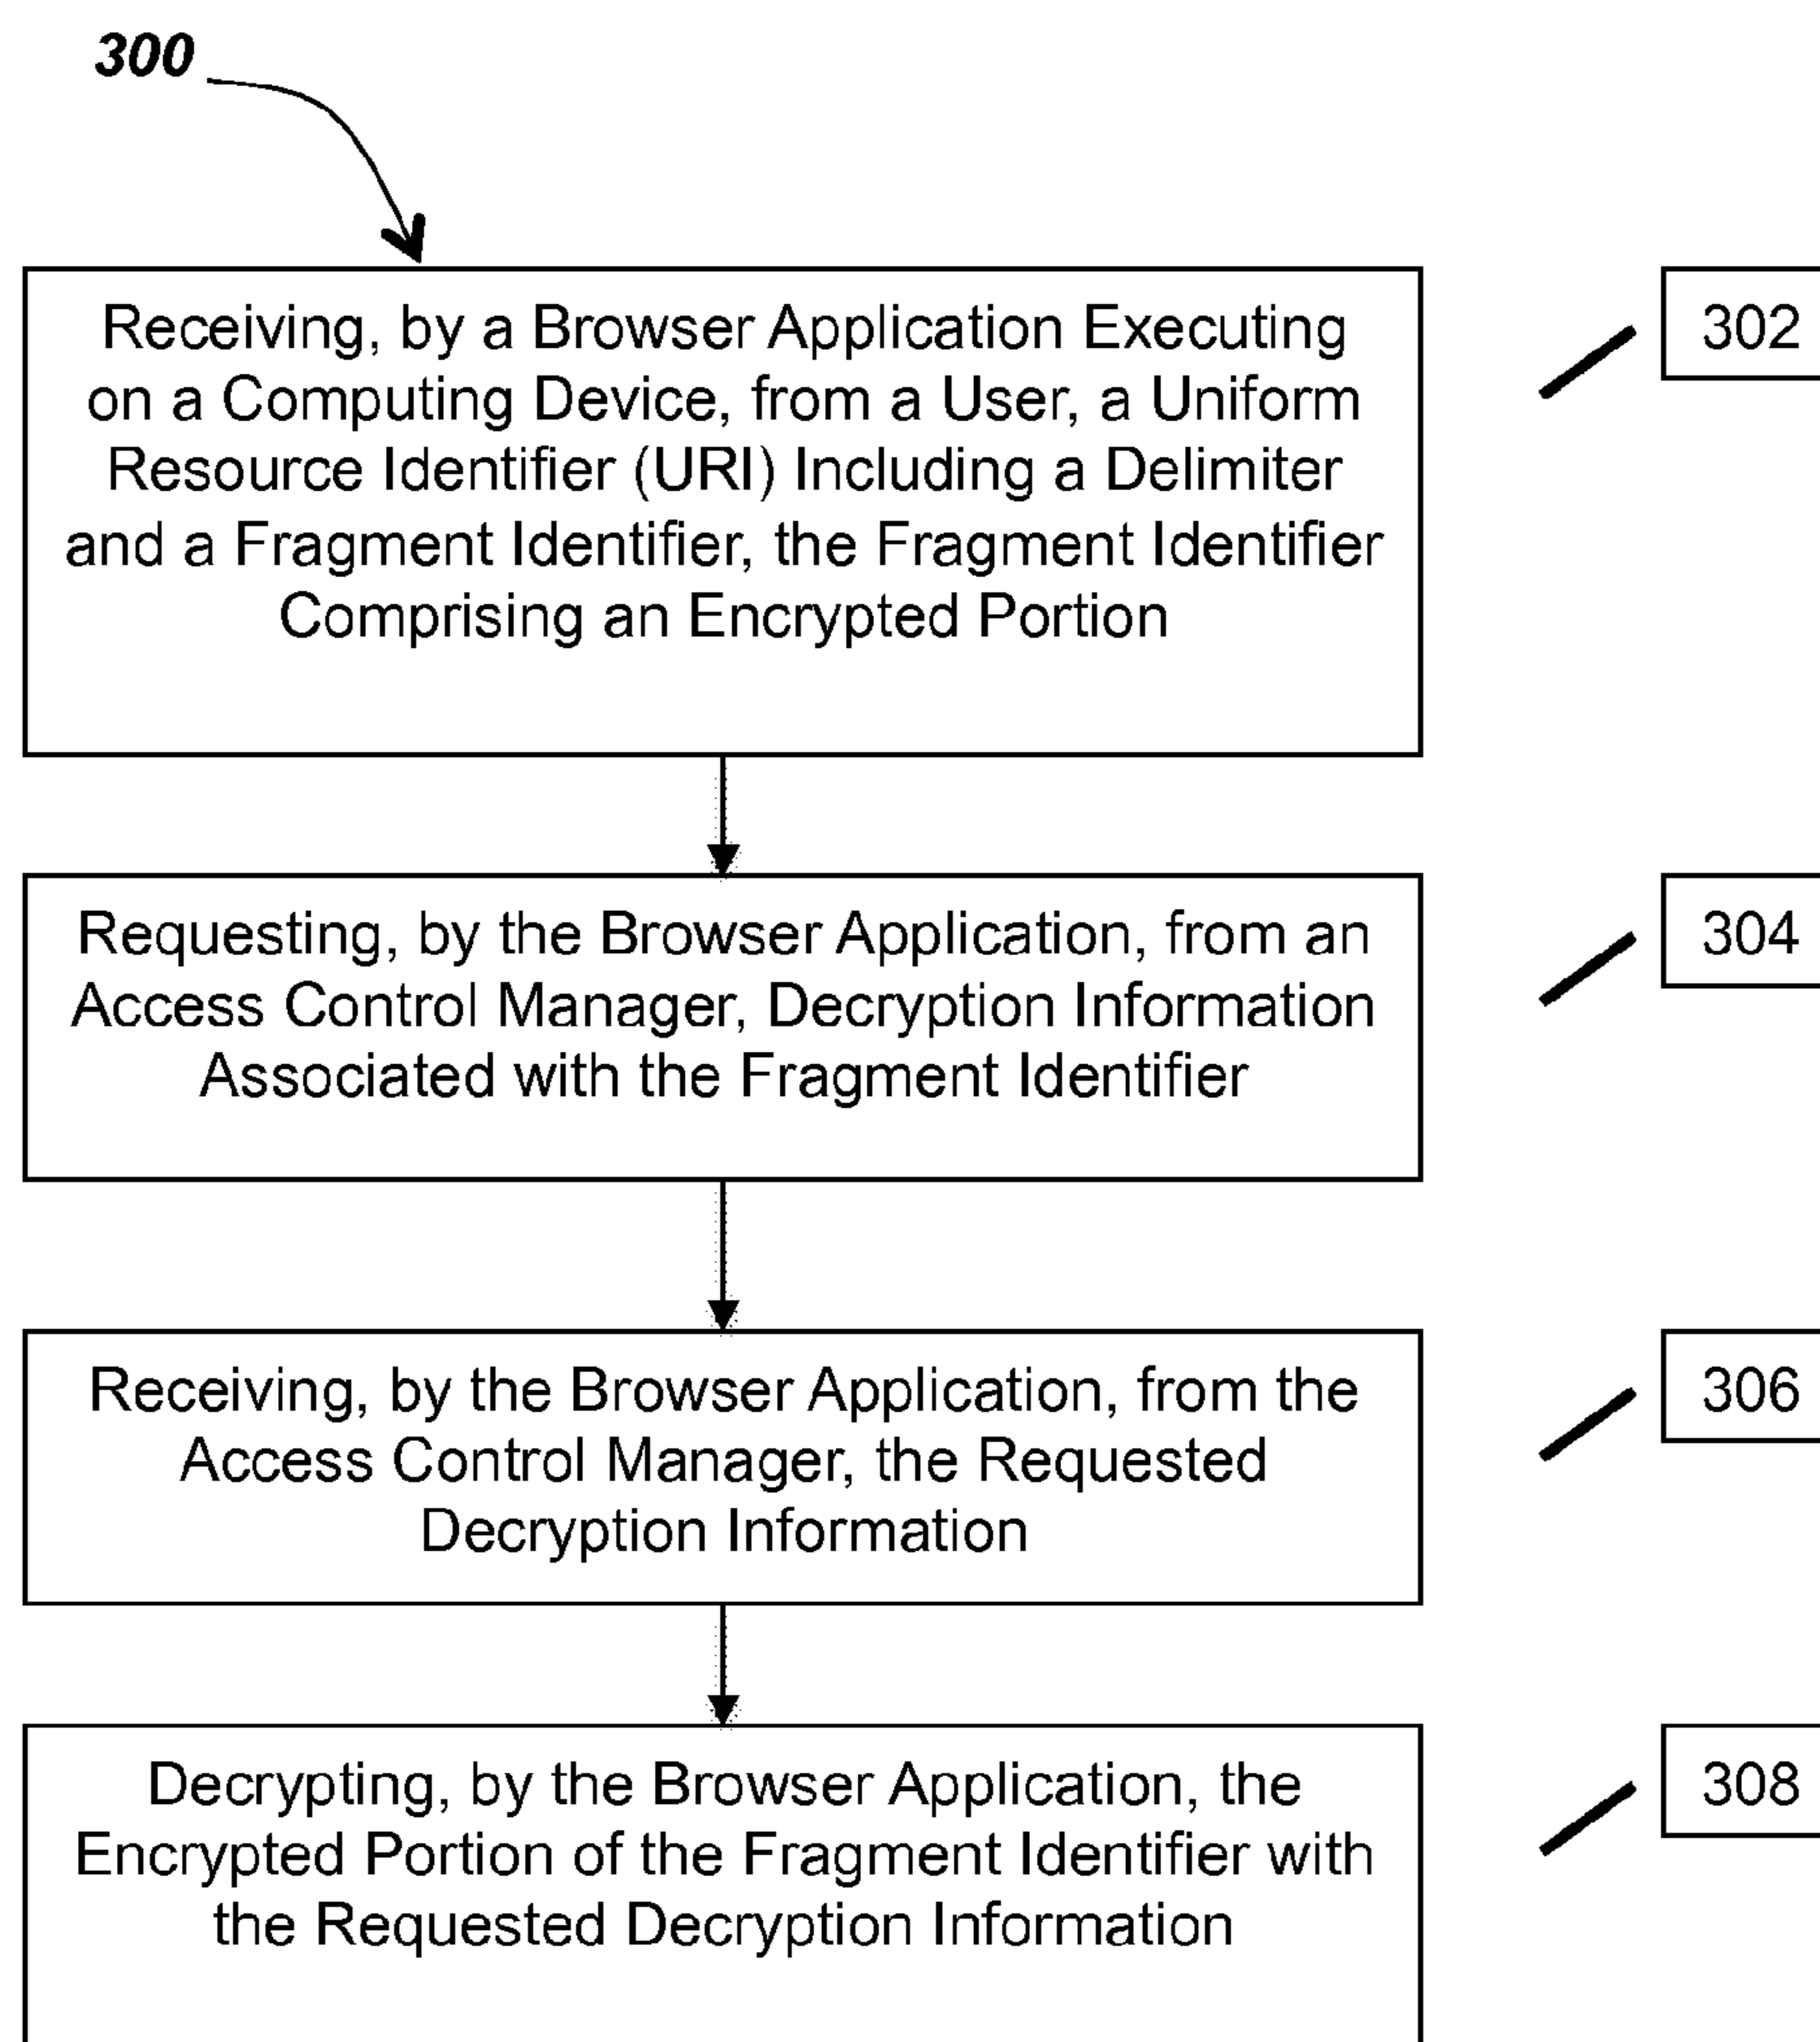 300
Receiving, by a Browser Application Executing
on a Computing Device, from a User, a Uniform
Resource Identifier (URI) Including a Delimiter
and a Fragment Identifier, the Fragment Identifier
Comprising an Encrypted Portion
302
Requesting, by the Browser Application, from an
Access Control Manager, Decryption Information
Associated with the Fragment Identifier
304
Receiving, by the Browser Application, from the
Access Control Manager, the Requested
Decryption Information
306
Decrypting, by the Browser Application, the
Encrypted Portion of the Fragment Identifier with
the Requested Decryption Information
308